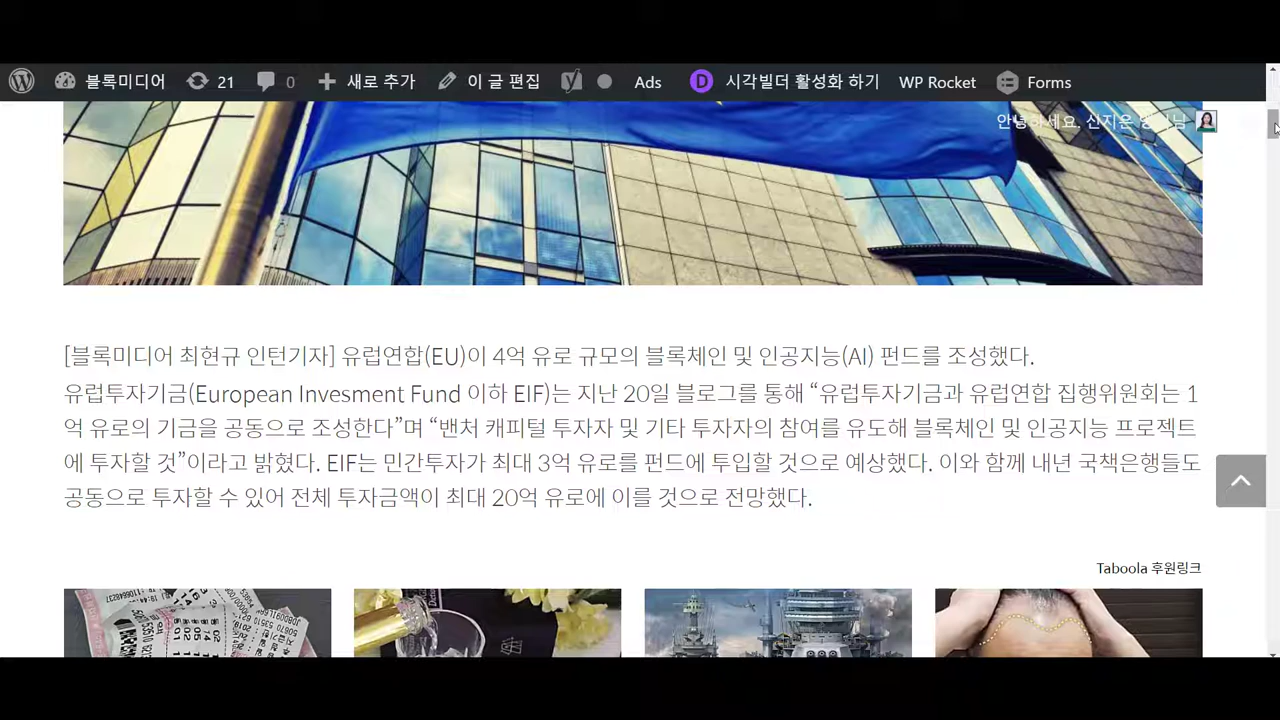 블록미디어 21 0 새로 추가 이 글 편집 Ads 시각빌더 활성화 하기 WP Rocket Forms
안녕하세요, 신지운
[블록미디어 최현규 인턴기자] 유럽연합(EU)이 4억 유로 규모의 블록체인 및 인공지능(AI) 펀드를 조성했다.
유럽투자기금(European Invesment Fund 이하 EIF)는 지난 20일 블로그를 통해 “유럽투자기금과 유럽연합 집행위원회는 1
억 유로의 기금을 공동으로 조성한다”며 “밴처 캐피털 투자자 및 기타 투자자의 참여를 유도해 블록체인 및 인공지능 프로젝트
에 투자할 것”이라고 밝혔다. EIF는 민간투자가 최대 3억 유로를 펀드에 투입할 것으로 예상했다. 이와 함께 내년 국책은행들도
공동으로 투자할 수 있어 전체 투자금액이 최대 20억 유로에 이를 것으로 전망했다.
Taboola 후원링크